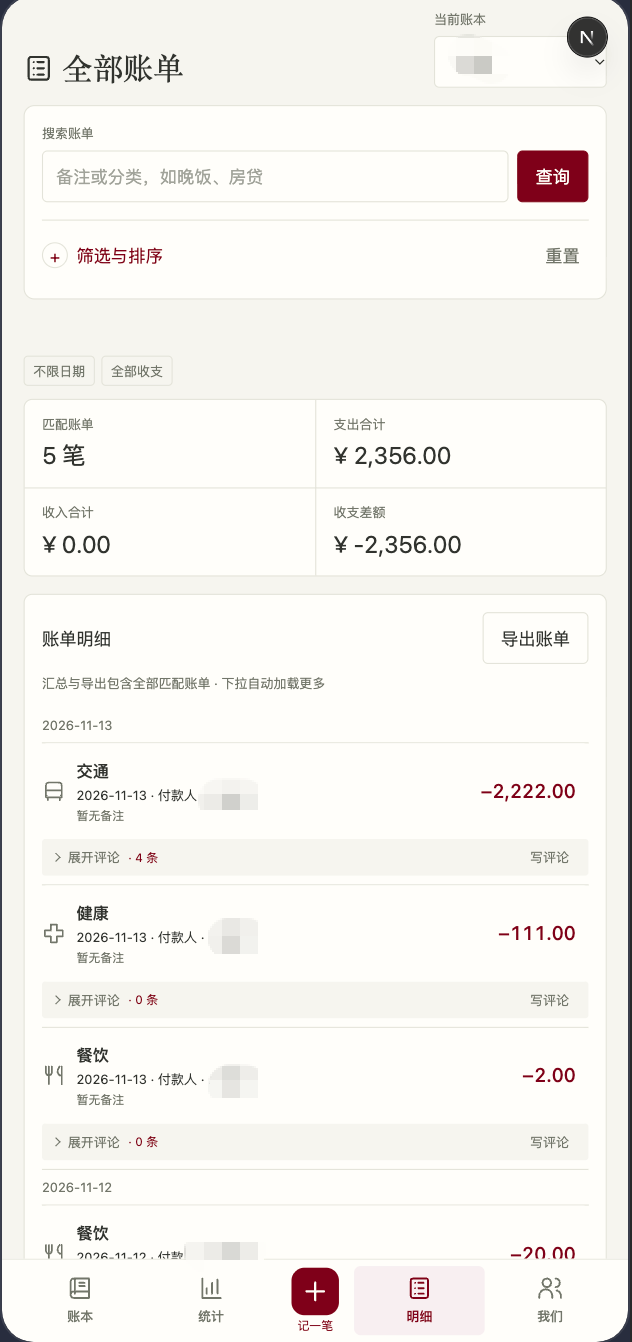 当前账本
N
全部账单
搜索账单
备注或分类，如晚饭、房贷
查询
+ 筛选与排序
重置
不限日期
全部收支
匹配账单
5 笔
支出合计
¥ 2,356.00
收入合计
¥ 0.00
收支差额
¥ -2,356.00
账单明细
导出账单
汇总与导出包含全部匹配账单 · 下拉自动加载更多
2026-11-13
交通
2026-11-13 · 付款人
暂无备注
−2,222.00
展开评论 · 4 条
写评论
健康
2026-11-13 · 付款人 ·
暂无备注
−111.00
展开评论 · 0 条
写评论
餐饮
2026-11-13 · 付款人 ·
暂无备注
−2.00
展开评论 · 0 条
写评论
2026-11-12
餐饮
2026-11-12 · 付款
−20.00
账本
统计
记一笔
明细
我们